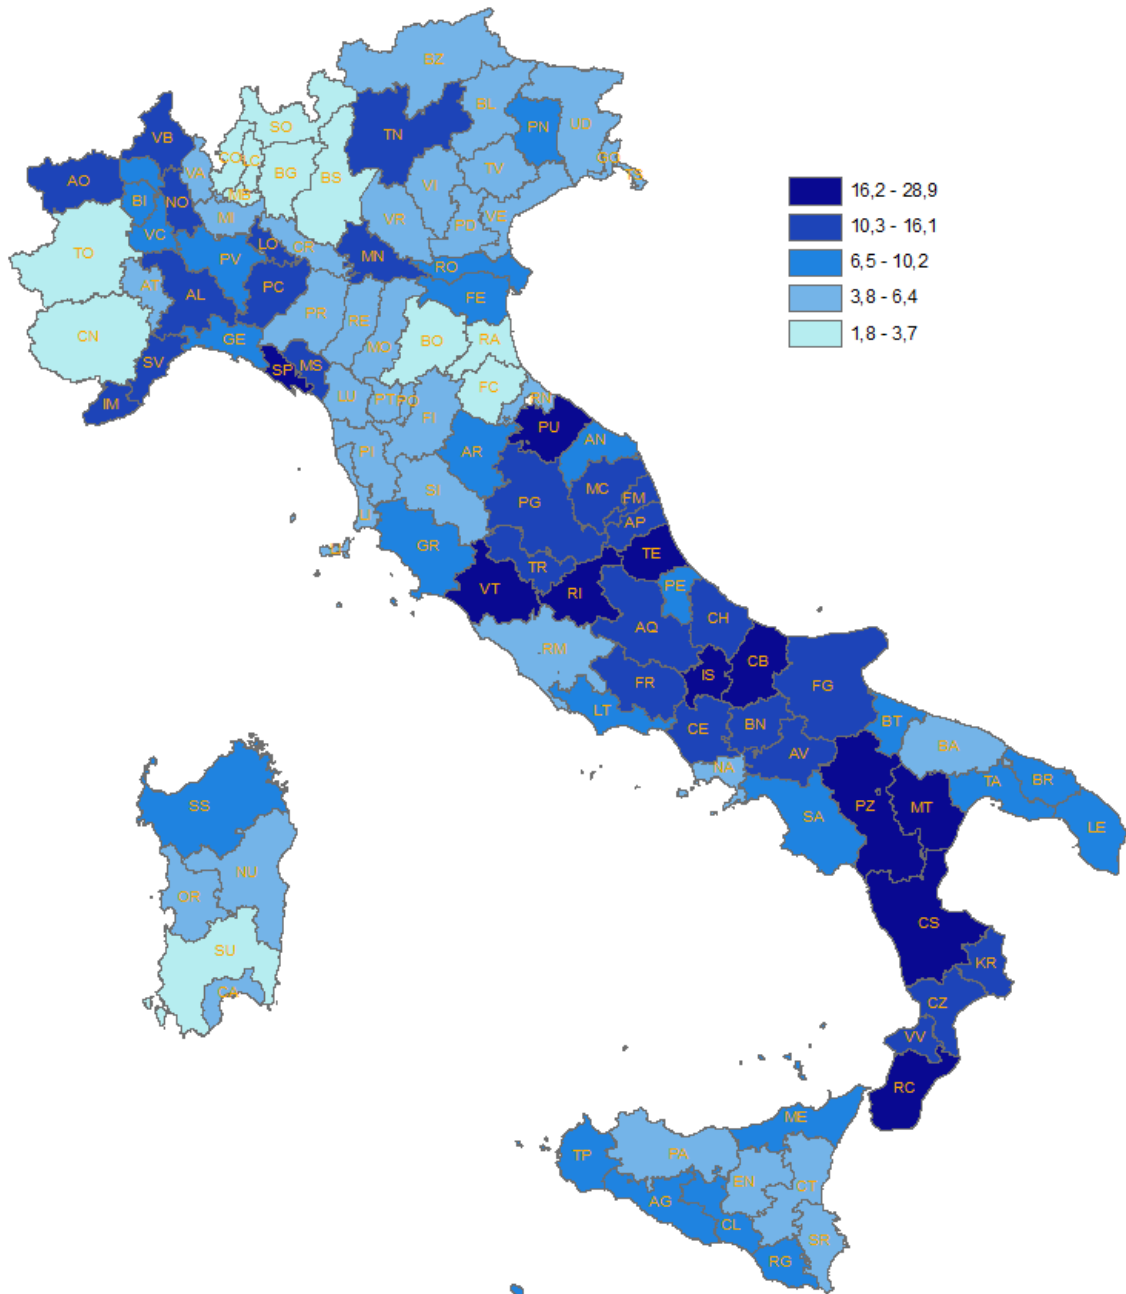 BZ
BL
UD
PN
TN
VB
SO
AO
VA
CO
LC
BG
BS
TV
GO
TS
VI
BI
NO
MB
MI
VR
PD
VE
VC
TO
LO
CR
MN
PV
RO
AT
AL
PC
FE
PR
RE
MO
BO
RA
CN
GE
SV
SP
MS
FC
IM
LU
PT
PO
FI
RN
PU
AN
AR
PI
SI
PG
MC
FM
AP
LI
GR
LI
TE
TR
VT
RI
PE
CH
AQ
RM
CB
IS
FR
FG
LT
CE
BN
BT
AV
BA
NA
SS
PZ
MT
TA
BR
SA
LE
NU
OR
CS
SU
KR
CA
CZ
VV
RC
ME
TP
PA
EN
CT
AG
CL
SR
RG
16,2 - 28,9
10,3 - 16,1
6,5 - 10,2
3,8 - 6,4
1,8 - 3,7